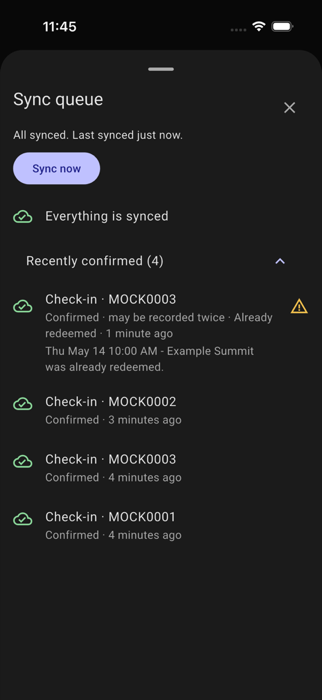 11:45
Sync queue
All synced. Last synced just now.
Sync now
Everything is synced
Recently confirmed (4)
Check-in · MOCK0003
Confirmed · may be recorded twice · Already
redeemed · 1 minute ago
Thu May 14 10:00 AM - Example Summit
was already redeemed.
Check-in · MOCK0002
Confirmed · 3 minutes ago
Check-in · MOCK0003
Confirmed · 4 minutes ago
Check-in · MOCK0001
Confirmed · 4 minutes ago